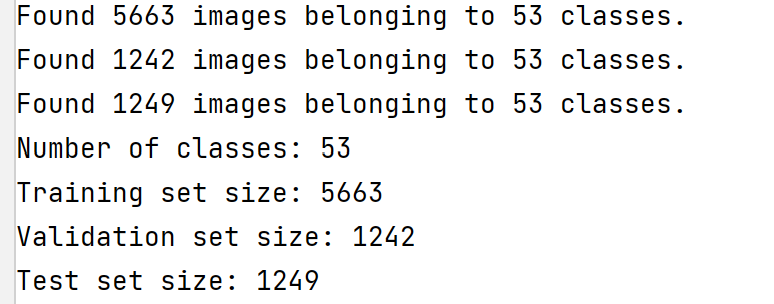 Found 5663 images belonging to 53 classes.
Found 1242 images belonging to 53 classes.
Found 1249 images belonging to 53 classes.
Number of classes: 53
Training set size: 5663
Validation set size: 1242
Test set size: 1249